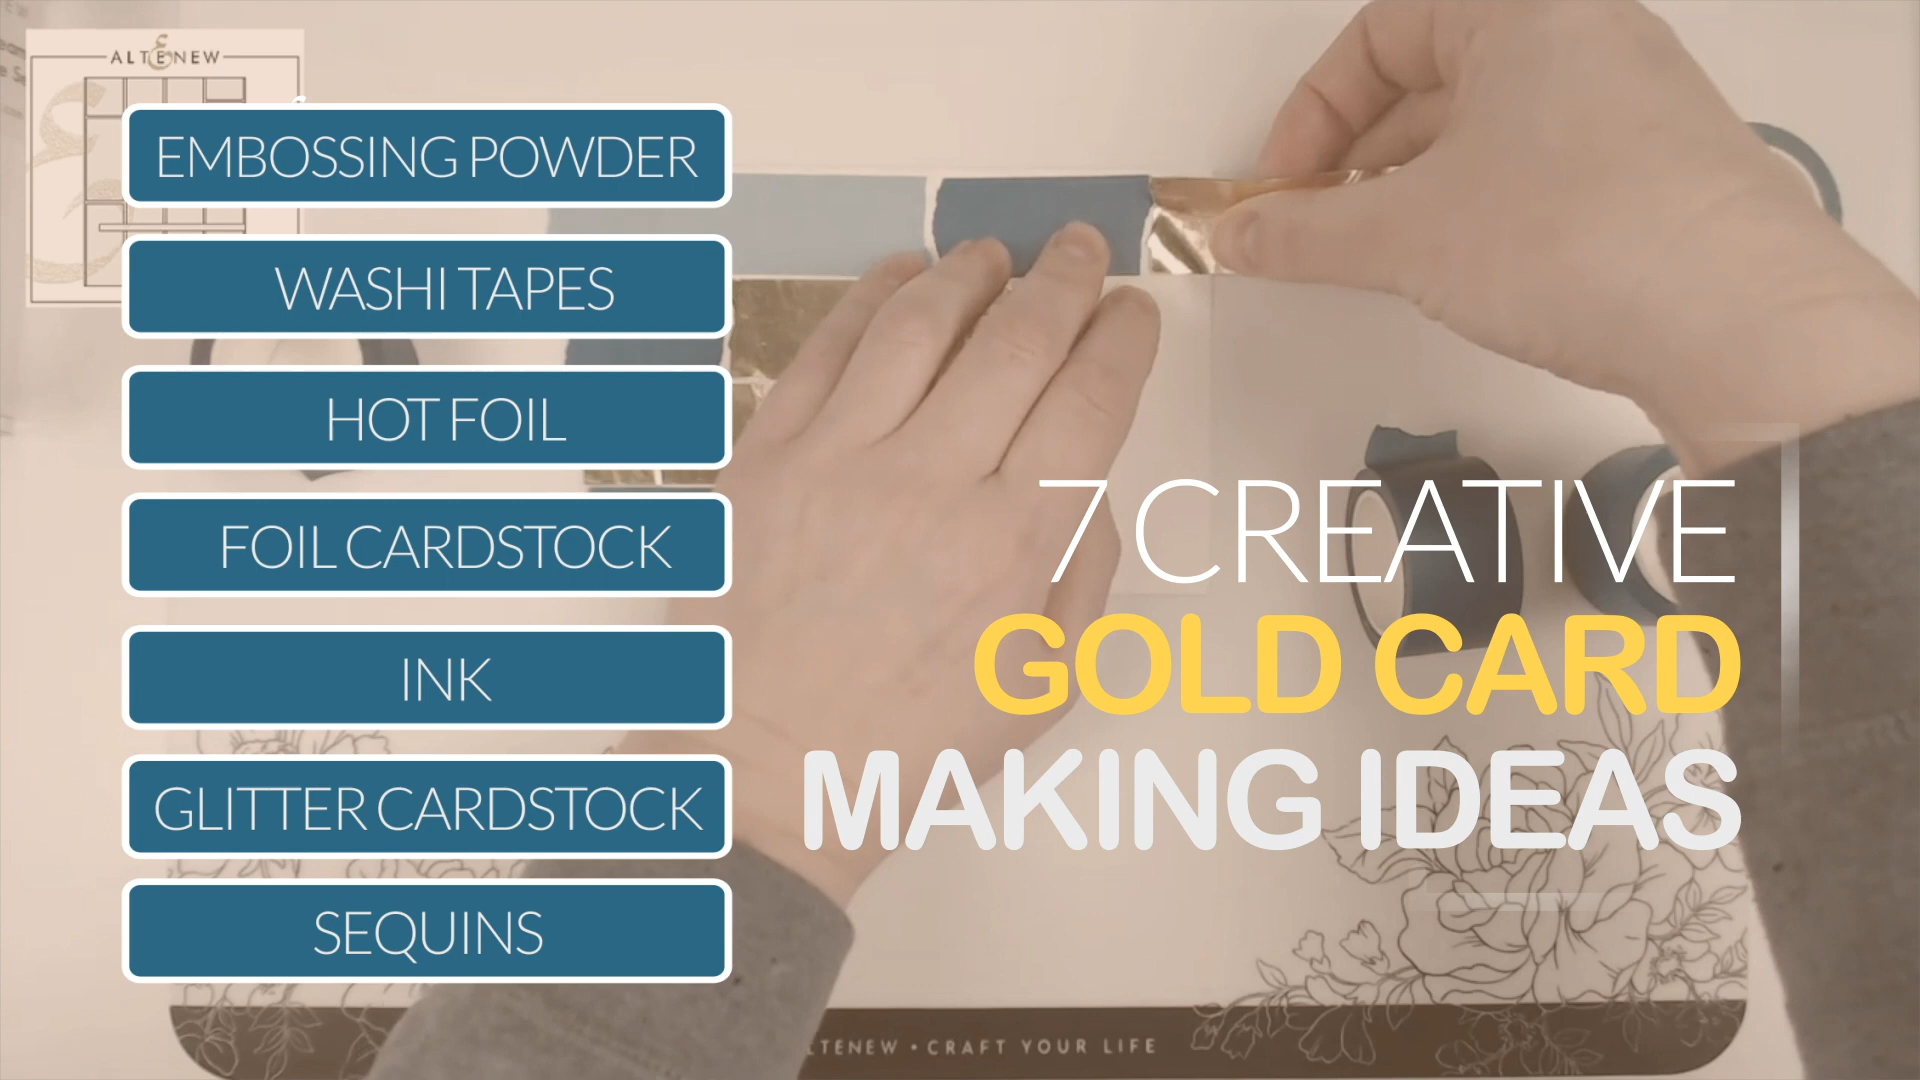 ALTENEW
EMBOSSING POWDER
WASHI TAPES
HOT FOIL
FOIL CARDSTOCK
INK
GLITTER CARDSTOCK
SEQUINS
7 CREATIVE
GOLD CARD
MAKING IDEAS
LTENEW • CRAFT YOUR LIFE